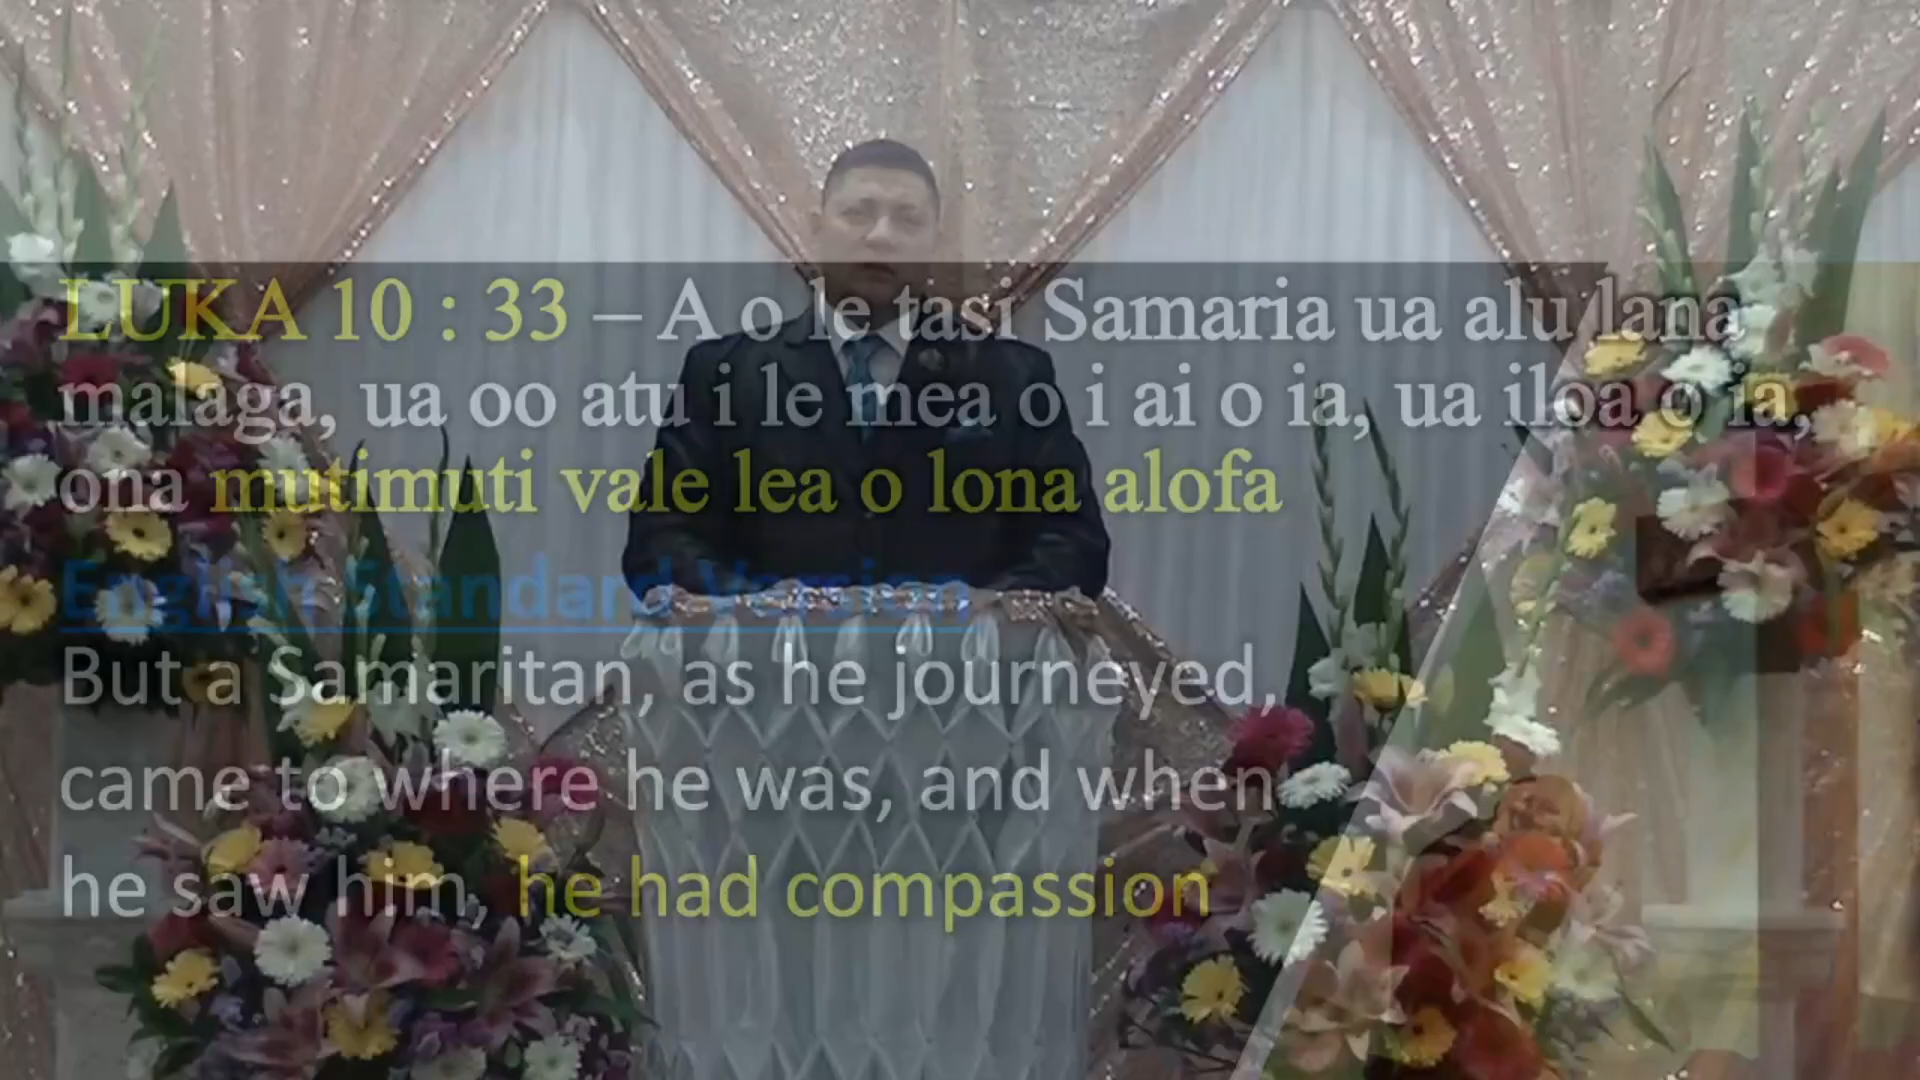 LUKA 10 : 33 – A o le tasi Samaria ua alu lana
malaga, ua oo atu i le mea o i ai o ia, ua iloa o ia,
ona mutimuti vale lea o lona alofa
English Standard Version
But a Samaritan, as he journeyed,
came to where he was, and when
he saw him, he had compassion